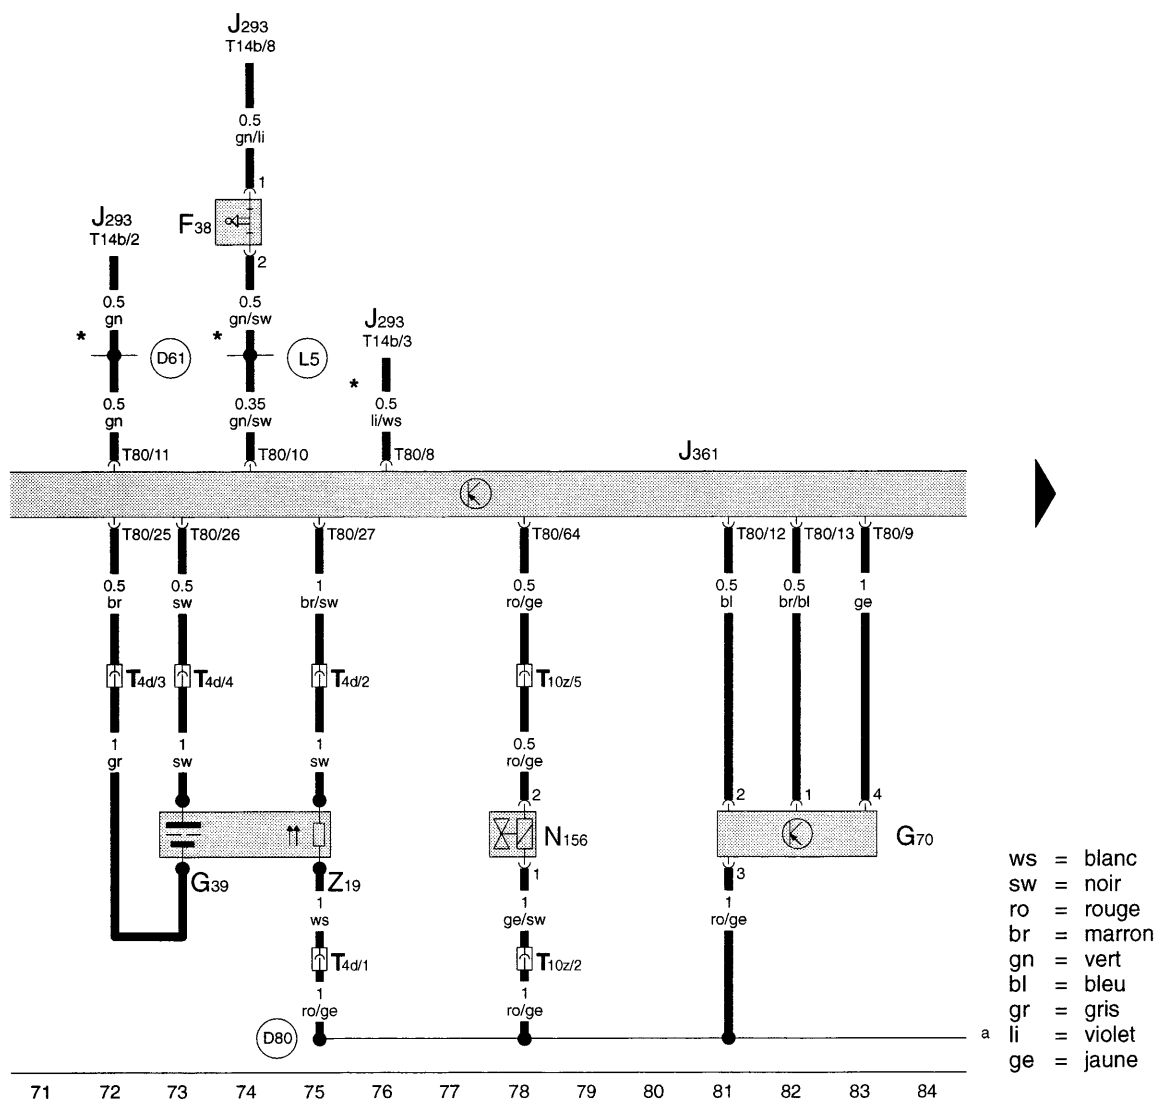 J293
T14b/8
0.5
gn/li
1
F38
2
J293
T14b/2
0.5
gn
*
D61
0.5
gn/sw
*
L5
J293
T14b/3
*
0.5
gn
0.35
gn/sw
0.5
li/ws
T80/11
T80/10
T80/8
J361
T80/25
T80/26
T80/27
T80/64
T80/12
T80/13
T80/9
0.5
br
0.5
sw
1
br/sw
0.5
ro/ge
0.5
bl
0.5
br/bl
1
ge
T4d/3
T4d/4
T4d/2
T10z/5
1
gr
1
sw
1
sw
0.5
ro/ge
2
2
1
4
N156
G70
G39
Z19
1
3
1
ws
1
ge/sw
1
ro/ge
T4d/1
T10z/2
1
ro/ge
1
ro/ge
D80
a
ws = blanc
sw = noir
ro = rouge
br = marron
gn = vert
bl = bleu
gr = gris
li = violet
ge = jaune
71 72 73 74 75 76 77 78 79 80 81 82 83 84